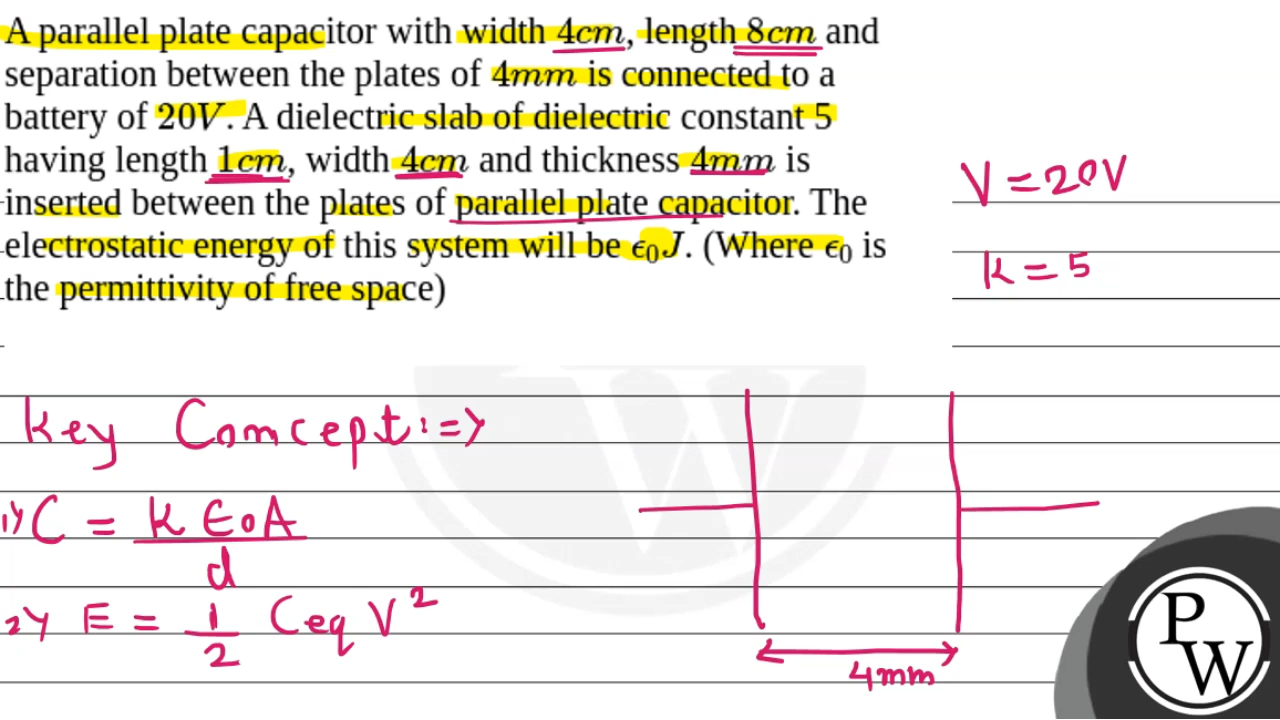 A parallel plate capacitor with width 4cm, length 8cm and
separation between the plates of 4mm is connected to a
battery of 20V. A dielectric slab of dielectric constant 5
having length 1cm, width 4cm and thickness 4mm is
inserted between the plates of parallel plate capacitor. The
electrostatic energy of this system will be ϵ₀J. (Where ϵ₀ is
the permittivity of free space)
V = 20V
k = 5
Key Concept :=>
1) C = k ϵ₀A / d
2) E = 1/2 Ceq V²
4mm
P
W